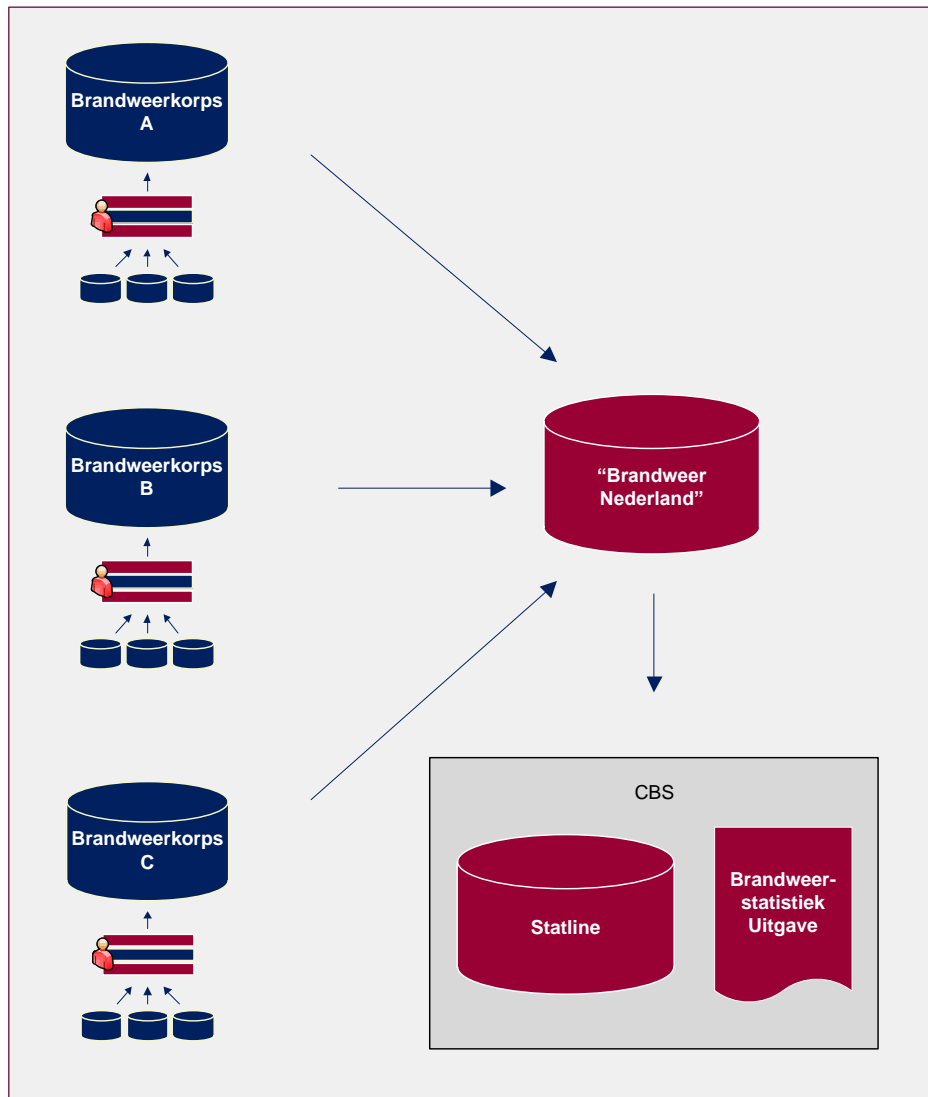 Brandweerkorps
A
Brandweerkorps
B
“Brandweer
Nederland”
Brandweerkorps
C
CBS
Statline
Brandweer-
statistiek
Uitgave